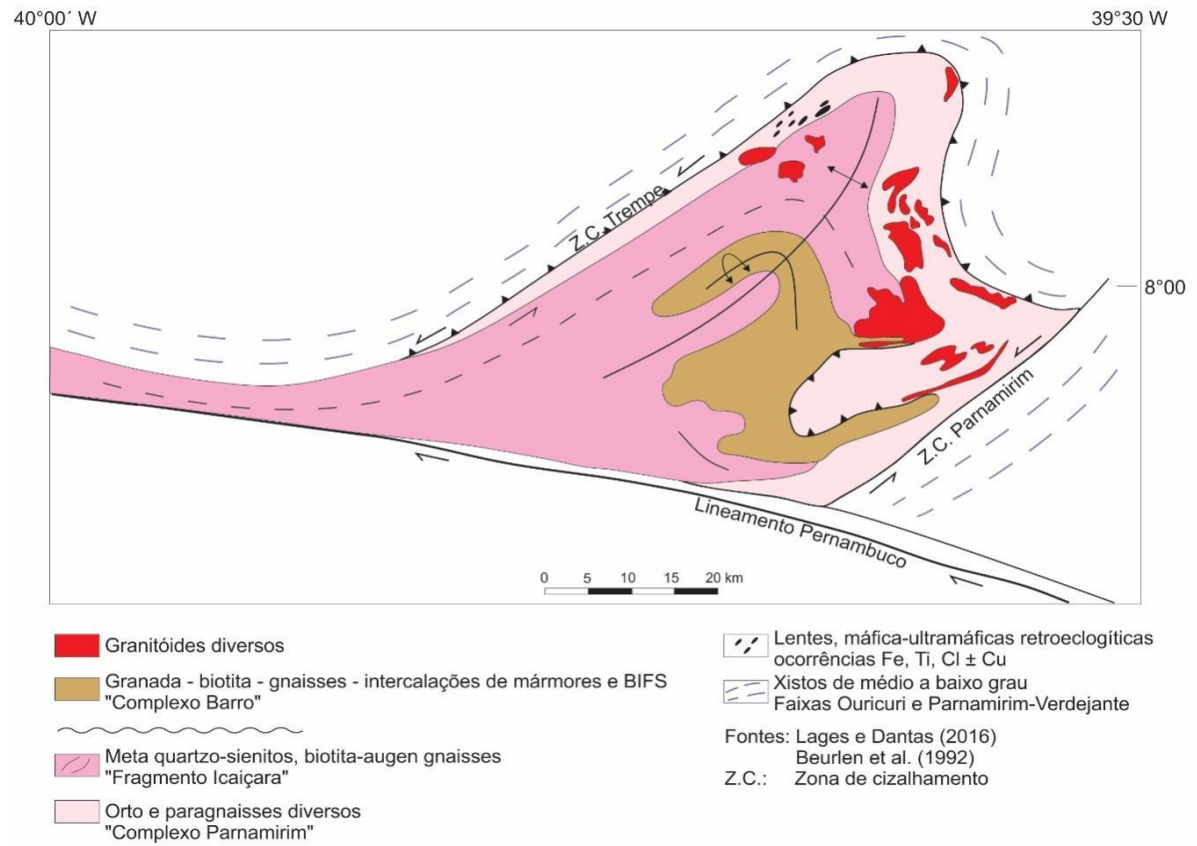 40°00´ W
39°30 W
Z.C. Trempe
8°00
Z.C. Parnamirim
Lineamento Pernambuco
0 5 10 15 20 km
Granitóides diversos
Granada - biotita - gnaisses - intercalações de mármores e BIFS
"Complexo Barro"
Meta quartzo-sienitos, biotita-augen gnaisses
"Fragmento Icaiçara"
Orto e paragnaisses diversos
"Complexo Parnamirim"
Lentes, máfica-ultramáficas retroeclogíticas
ocorrências Fe, Ti, Cl ± Cu
Xistos de médio a baixo grau
Faixas Ouricuri e Parnamirim-Verdejante
Fontes: Lages e Dantas (2016)
Beurlen et al. (1992)
Z.C.: Zona de cizalhamento